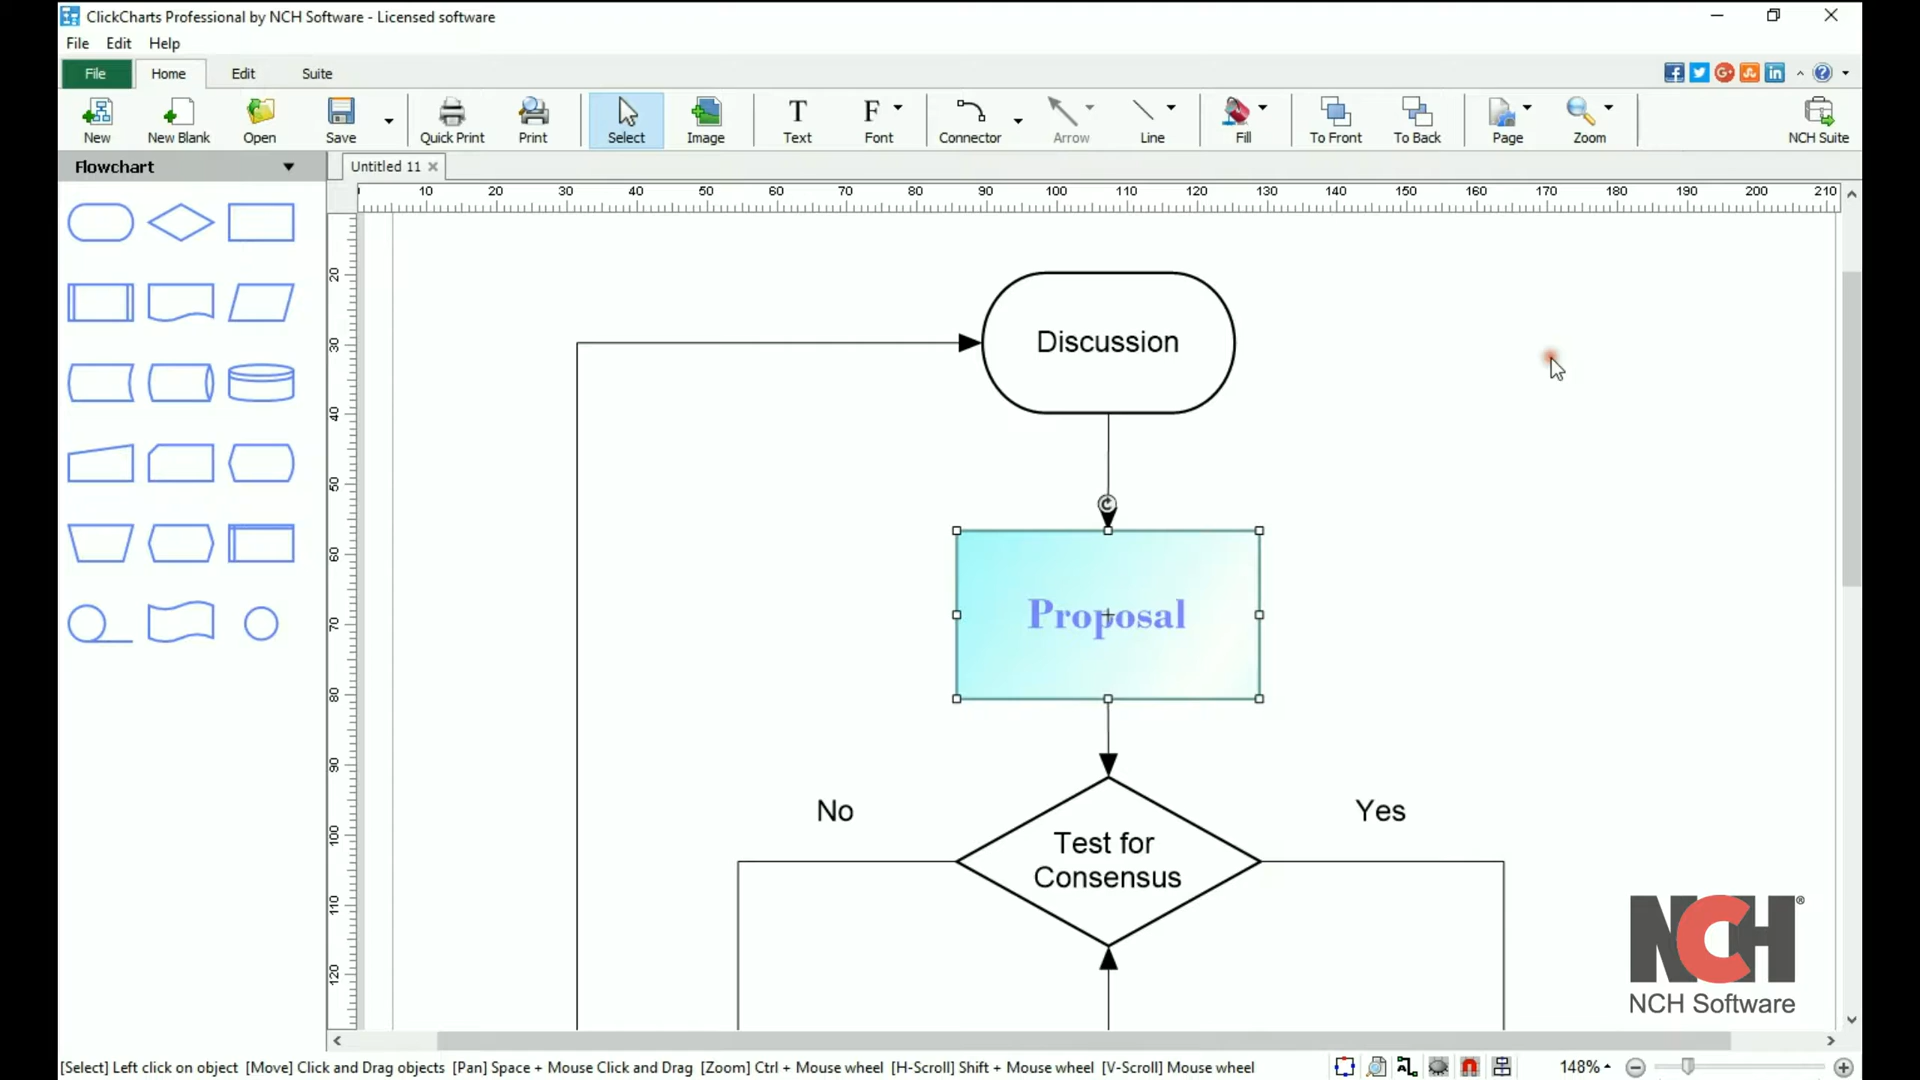 ClickCharts Professional by NCH Software - Licensed software
File Edit Help
File Home Edit Suite
New New Blank Open Save Quick Print Print Select Image Text Font Connector Arrow Line Fill To Front To Back Page Zoom NCH Suite
Flowchart
Untitled 11
10 20 30 40 50 60 70 80 90 100 110 120 130 140 150 160 170 180 190 200 210
20
30
40
50
60
70
80
90
100
110
120
Discussion
Proposal
No
Yes
Test for
Consensus
NCH®
NCH Software
[Select] Left click on object [Move] Click and Drag objects [Pan] Space + Mouse Click and Drag [Zoom] Ctrl + Mouse wheel [H-Scroll] Shift + Mouse wheel [V-Scroll] Mouse wheel
148%